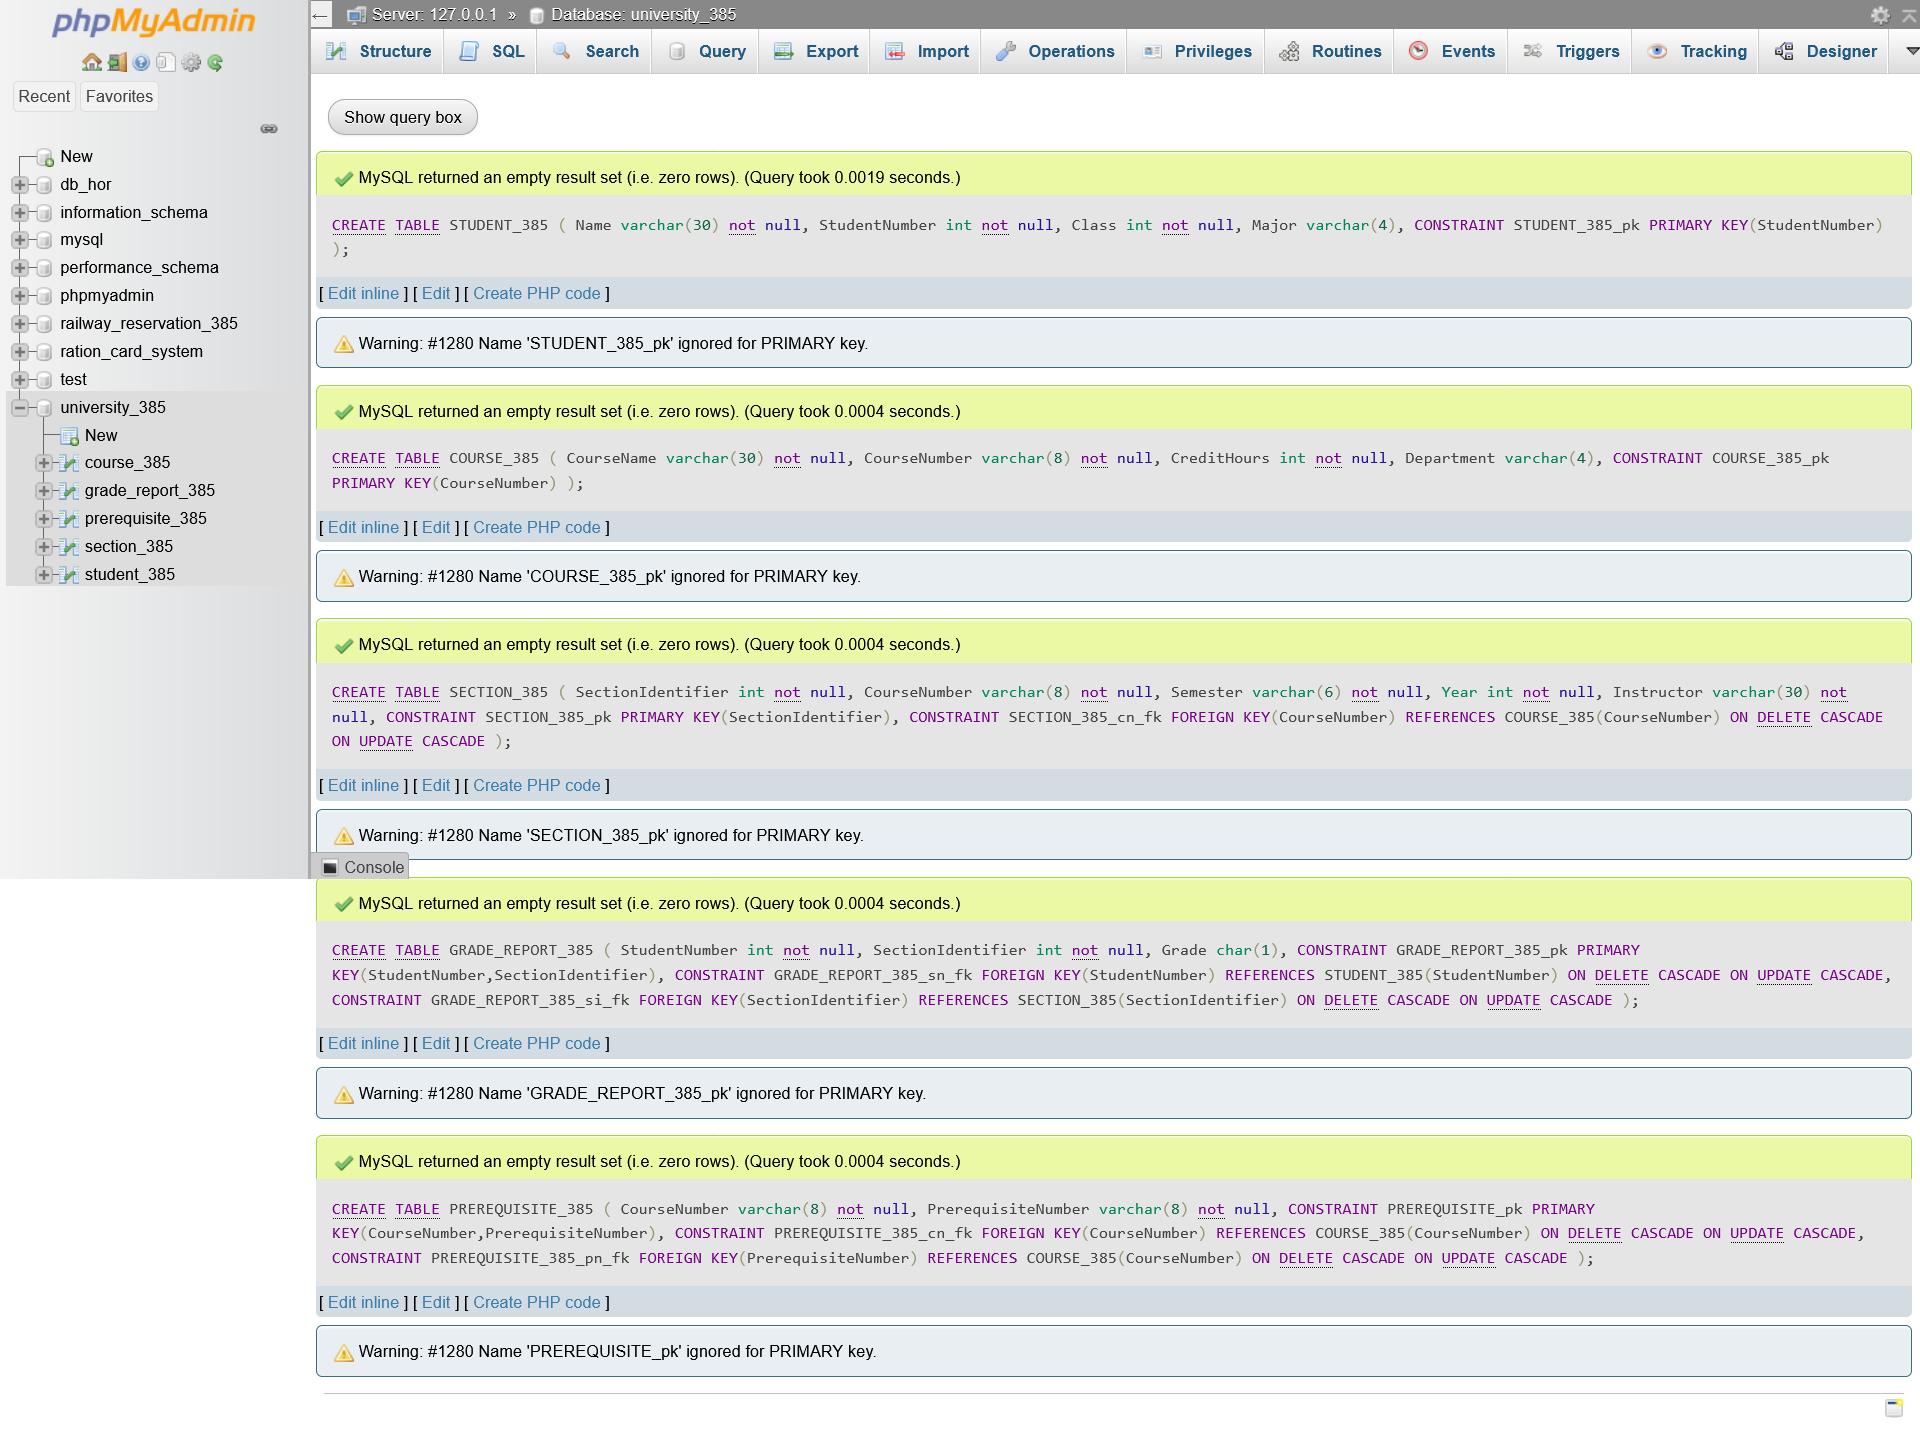 phpMyAdmin
Recent Favorites
New
db_hor
information_schema
mysql
performance_schema
phpmyadmin
railway_reservation_385
ration_card_system
test
university_385
New
course_385
grade_report_385
prerequisite_385
section_385
student_385
Server: 127.0.0.1 » Database: university_385
Structure SQL Search Query Export Import Operations Privileges Routines Events Triggers Tracking Designer
Show query box
MySQL returned an empty result set (i.e. zero rows). (Query took 0.0019 seconds.)
CREATE TABLE STUDENT_385 ( Name varchar(30) not null, StudentNumber int not null, Class int not null, Major varchar(4), CONSTRAINT STUDENT_385_pk PRIMARY KEY(StudentNumber)
);
[ Edit inline ] [ Edit ] [ Create PHP code ]
Warning: #1280 Name 'STUDENT_385_pk' ignored for PRIMARY key.
MySQL returned an empty result set (i.e. zero rows). (Query took 0.0004 seconds.)
CREATE TABLE COURSE_385 ( CourseName varchar(30) not null, CourseNumber varchar(8) not null, CreditHours int not null, Department varchar(4), CONSTRAINT COURSE_385_pk
PRIMARY KEY(CourseNumber) );
[ Edit inline ] [ Edit ] [ Create PHP code ]
Warning: #1280 Name 'COURSE_385_pk' ignored for PRIMARY key.
MySQL returned an empty result set (i.e. zero rows). (Query took 0.0004 seconds.)
CREATE TABLE SECTION_385 ( SectionIdentifier int not null, CourseNumber varchar(8) not null, Semester varchar(6) not null, Year int not null, Instructor varchar(30) not
null, CONSTRAINT SECTION_385_pk PRIMARY KEY(SectionIdentifier), CONSTRAINT SECTION_385_cn_fk FOREIGN KEY(CourseNumber) REFERENCES COURSE_385(CourseNumber) ON DELETE CASCADE
ON UPDATE CASCADE );
[ Edit inline ] [ Edit ] [ Create PHP code ]
Warning: #1280 Name 'SECTION_385_pk' ignored for PRIMARY key.
Console
MySQL returned an empty result set (i.e. zero rows). (Query took 0.0004 seconds.)
CREATE TABLE GRADE_REPORT_385 ( StudentNumber int not null, SectionIdentifier int not null, Grade char(1), CONSTRAINT GRADE_REPORT_385_pk PRIMARY
KEY(StudentNumber,SectionIdentifier), CONSTRAINT GRADE_REPORT_385_sn_fk FOREIGN KEY(StudentNumber) REFERENCES STUDENT_385(StudentNumber) ON DELETE CASCADE ON UPDATE CASCADE,
CONSTRAINT GRADE_REPORT_385_si_fk FOREIGN KEY(SectionIdentifier) REFERENCES SECTION_385(SectionIdentifier) ON DELETE CASCADE ON UPDATE CASCADE );
[ Edit inline ] [ Edit ] [ Create PHP code ]
Warning: #1280 Name 'GRADE_REPORT_385_pk' ignored for PRIMARY key.
MySQL returned an empty result set (i.e. zero rows). (Query took 0.0004 seconds.)
CREATE TABLE PREREQUISITE_385 ( CourseNumber varchar(8) not null, PrerequisiteNumber varchar(8) not null, CONSTRAINT PREREQUISITE_pk PRIMARY
KEY(CourseNumber,PrerequisiteNumber), CONSTRAINT PREREQUISITE_385_cn_fk FOREIGN KEY(CourseNumber) REFERENCES COURSE_385(CourseNumber) ON DELETE CASCADE ON UPDATE CASCADE,
CONSTRAINT PREREQUISITE_385_pn_fk FOREIGN KEY(PrerequisiteNumber) REFERENCES COURSE_385(CourseNumber) ON DELETE CASCADE ON UPDATE CASCADE );
[ Edit inline ] [ Edit ] [ Create PHP code ]
Warning: #1280 Name 'PREREQUISITE_pk' ignored for PRIMARY key.